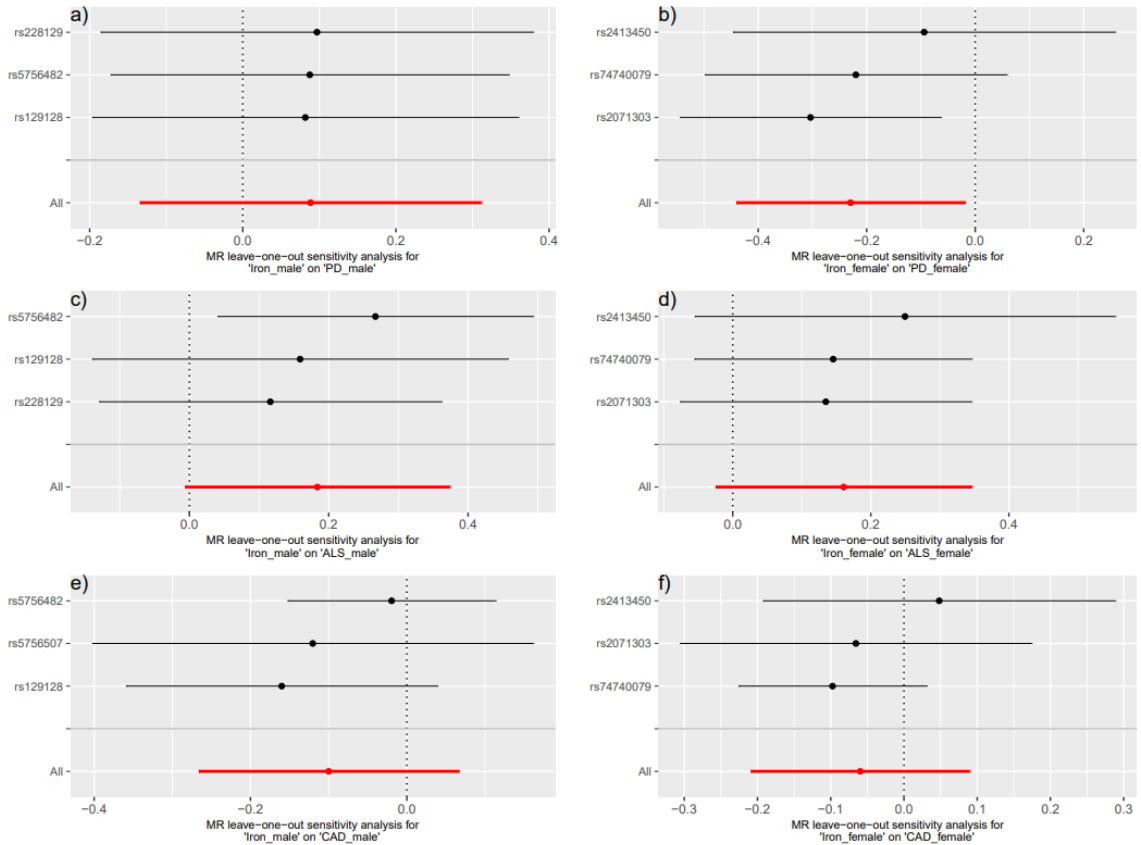 a)
rs228129
rs5756482
rs129128
All
−0.2 0.0 0.2 0.4
MR leave−one−out sensitivity analysis for
'Iron_male' on 'PD_male'
b)
rs2413450
rs74740079
rs2071303
All
−0.4 −0.2 0.0 0.2
MR leave−one−out sensitivity analysis for
'Iron_female' on 'PD_female'
c)
rs5756482
rs129128
rs228129
All
0.0 0.2 0.4
MR leave−one−out sensitivity analysis for
'Iron_male' on 'ALS_male'
d)
rs2413450
rs74740079
rs2071303
All
0.0 0.2 0.4
MR leave−one−out sensitivity analysis for
'Iron_female' on 'ALS_female'
e)
rs5756482
rs5756507
rs129128
All
−0.4 0.0
MR leave−one−out sensitivity analysis for
'Iron_male' on 'CAD_male'
f)
rs2413450
rs2071303
rs74740079
All
−0.3 −0.2 −0.1 0.0 0.1 0.2 0.3
MR leave−one−out sensitivity analysis for
'Iron_female' on 'CAD_female'